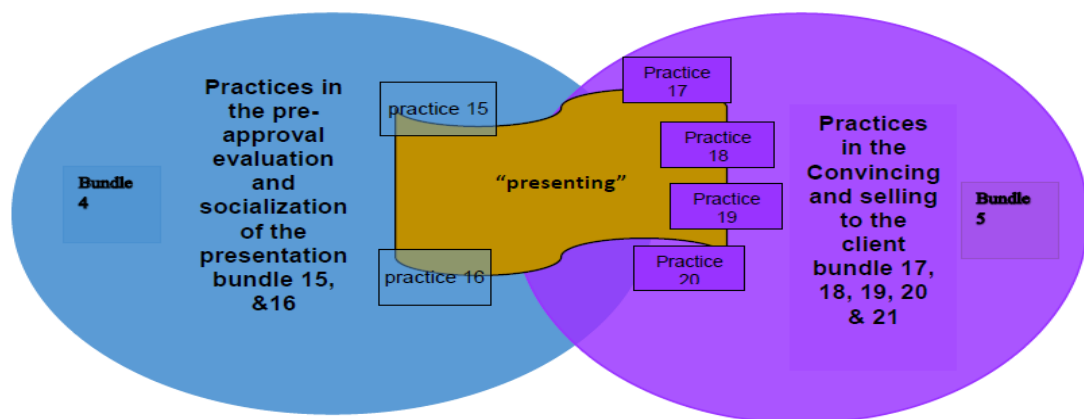 Bundle
4
Practices in
the pre-
approval
evaluation
and
socialization
of the
presentation
bundle 15,
&16
practice 15
practice 16
“presenting”
Practice
17
Practice
18
Practice
19
Practice
20
Practices
in the
Convincing
and selling
to the
client
bundle 17,
18, 19, 20
& 21
Bundle
5